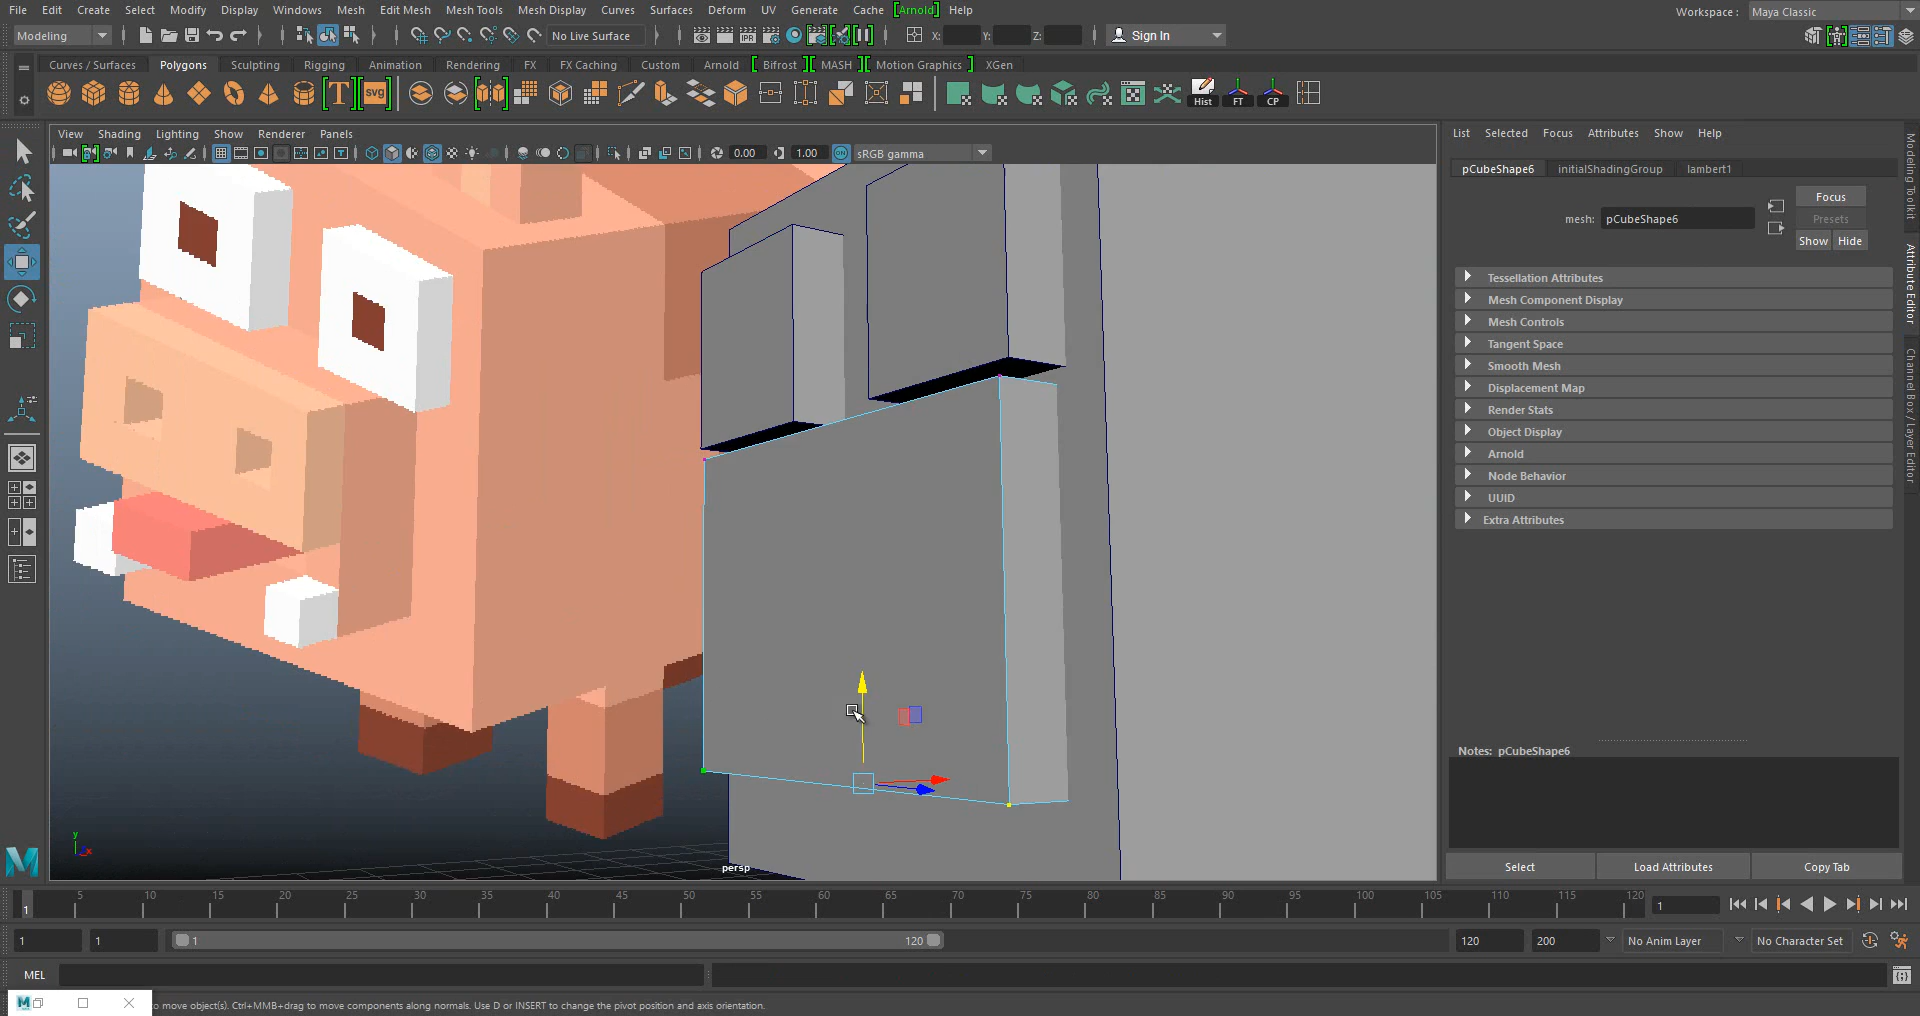 File Edit Create Select Modify Display Windows Mesh Edit Mesh Mesh Tools Mesh Display Curves Surfaces Deform UV Generate Cache [Arnold] Help
Workspace : Maya Classic
Modeling No Live Surface X: Y: Z: Sign In
Curves / Surfaces Polygons Sculpting Rigging Animation Rendering FX FX Caching Custom Arnold [ Bifrost ][ MASH ][ Motion Graphics ] XGen
T SVG Hist FT CP
View Shading Lighting Show Renderer Panels
0.00 1.00 ON sRGB gamma
List Selected Focus Attributes Show Help
pCubeShape6 initialShadingGroup lambert1
Focus
mesh: pCubeShape6 Presets
Show Hide
Tessellation Attributes
Mesh Component Display
Mesh Controls
Tangent Space
Smooth Mesh
Displacement Map
Render Stats
Object Display
Arnold
Node Behavior
UUID
Extra Attributes
Notes: pCubeShape6
Select Load Attributes Copy Tab
Modeling Toolkit
Attribute Editor
Channel Box / Layer Editor
y
x
persp
5 10 15 20 25 30 35 40 45 50 55 60 65 70 75 80 85 90 95 100 105 110 115 120
1 1
1 1 1 120 120 200 No Anim Layer No Character Set
MEL
to move object(s). Ctrl+MMB+drag to move components along normals. Use D or INSERT to change the pivot position and axis orientation.